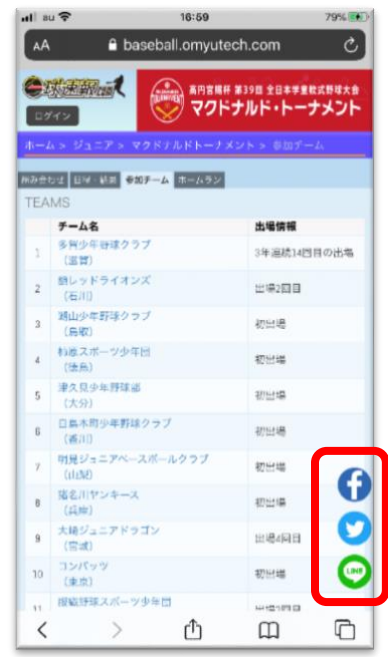 au
16:59
79%
AA
baseball.omyutech.com
ログイン
高円宮賜杯 第39回 全日本学童軟式野球大会
マクドナルド・トーナメント
ホーム > ジュニア > マクドナルドトーナメント > 参加チーム
組み合わせ 日程・結果 参加チーム ホームラン
TEAMS
チーム名 出場情報
1 多賀少年野球クラブ 3年連続14回目の出場
(滋賀)
2 レッドライオンズ 出場2回目
(石川)
3 少年野球クラブ 初出場
(鳥取)
4 スポーツ少年団 初出場
(徳島)
5 津久見少年野球部 初出場
(大分)
6 少年野球クラブ 初出場
(香川)
7 明見ジュニアベースボールクラブ 初出場
(山梨)
8 猪名川ヤンキース 初出場
(兵庫)
9 大崎ジュニアドラゴン 出場4回目
(宮城)
10 コンバッツ 初出場
(東京)
11 野球スポーツ少年団
LINE